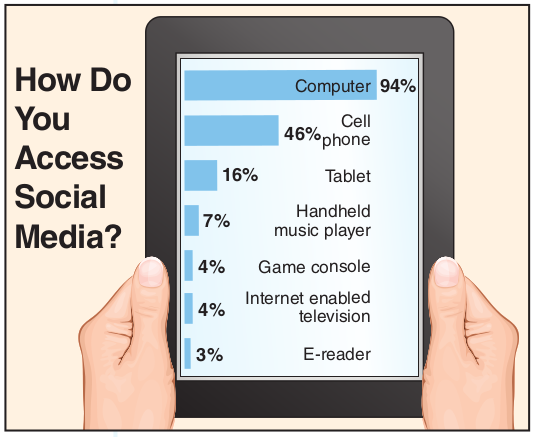 How Do
You
Access
Social
Media?
Computer 94%
46% Cell
phone
16% Tablet
7% Handheld
music player
4% Game console
4% Internet enabled
television
3% E-reader